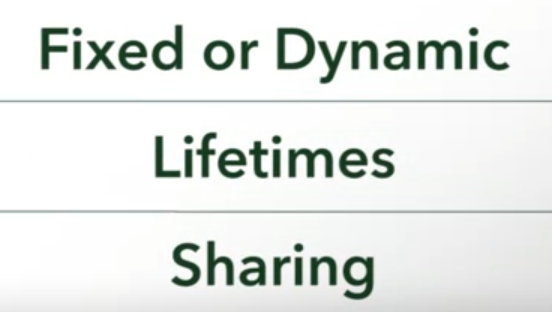 Fixed or Dynamic
Lifetimes
Sharing